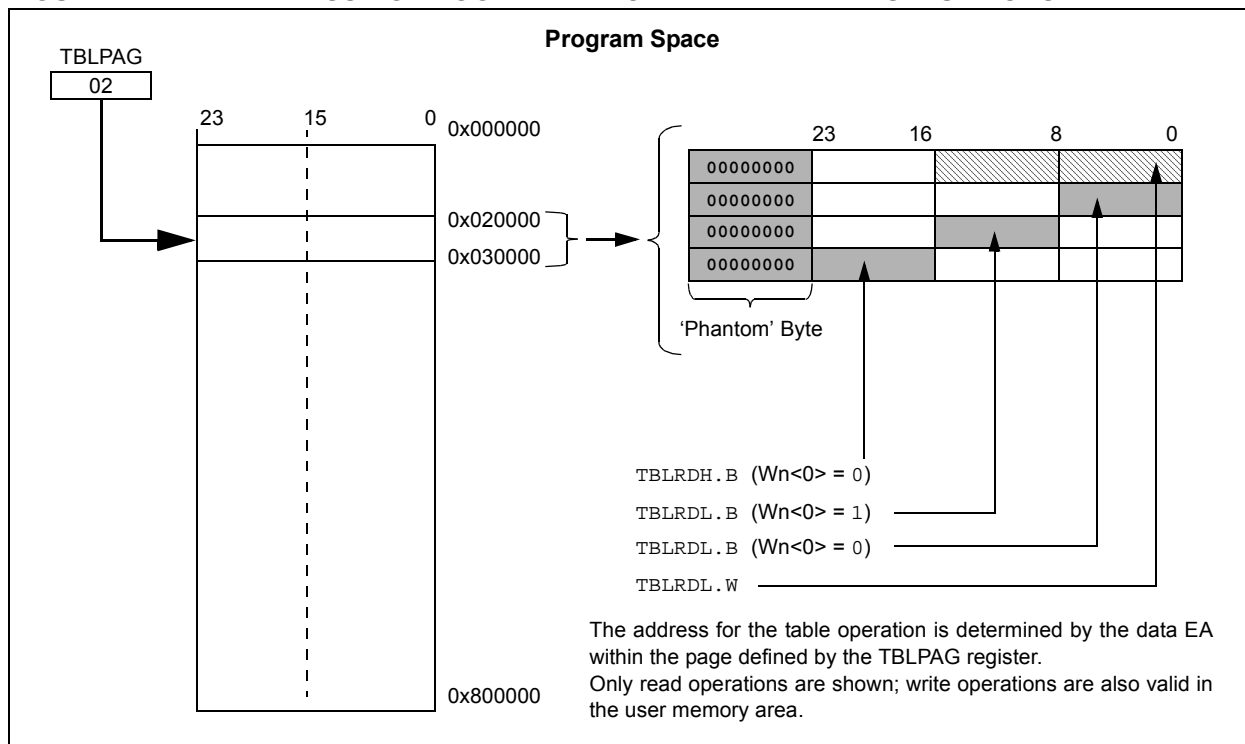 Program Space
TBLPAG
02
23 15 0
0x000000
0x020000
0x030000
0x800000
23 16 8 0
00000000
00000000
00000000
00000000
‘Phantom’ Byte
TBLRDH.B (Wn<0> = 0)
TBLRDL.B (Wn<0> = 1)
TBLRDL.B (Wn<0> = 0)
TBLRDL.W
The address for the table operation is determined by the data EA
within the page defined by the TBLPAG register.
Only read operations are shown; write operations are also valid in
the user memory area.